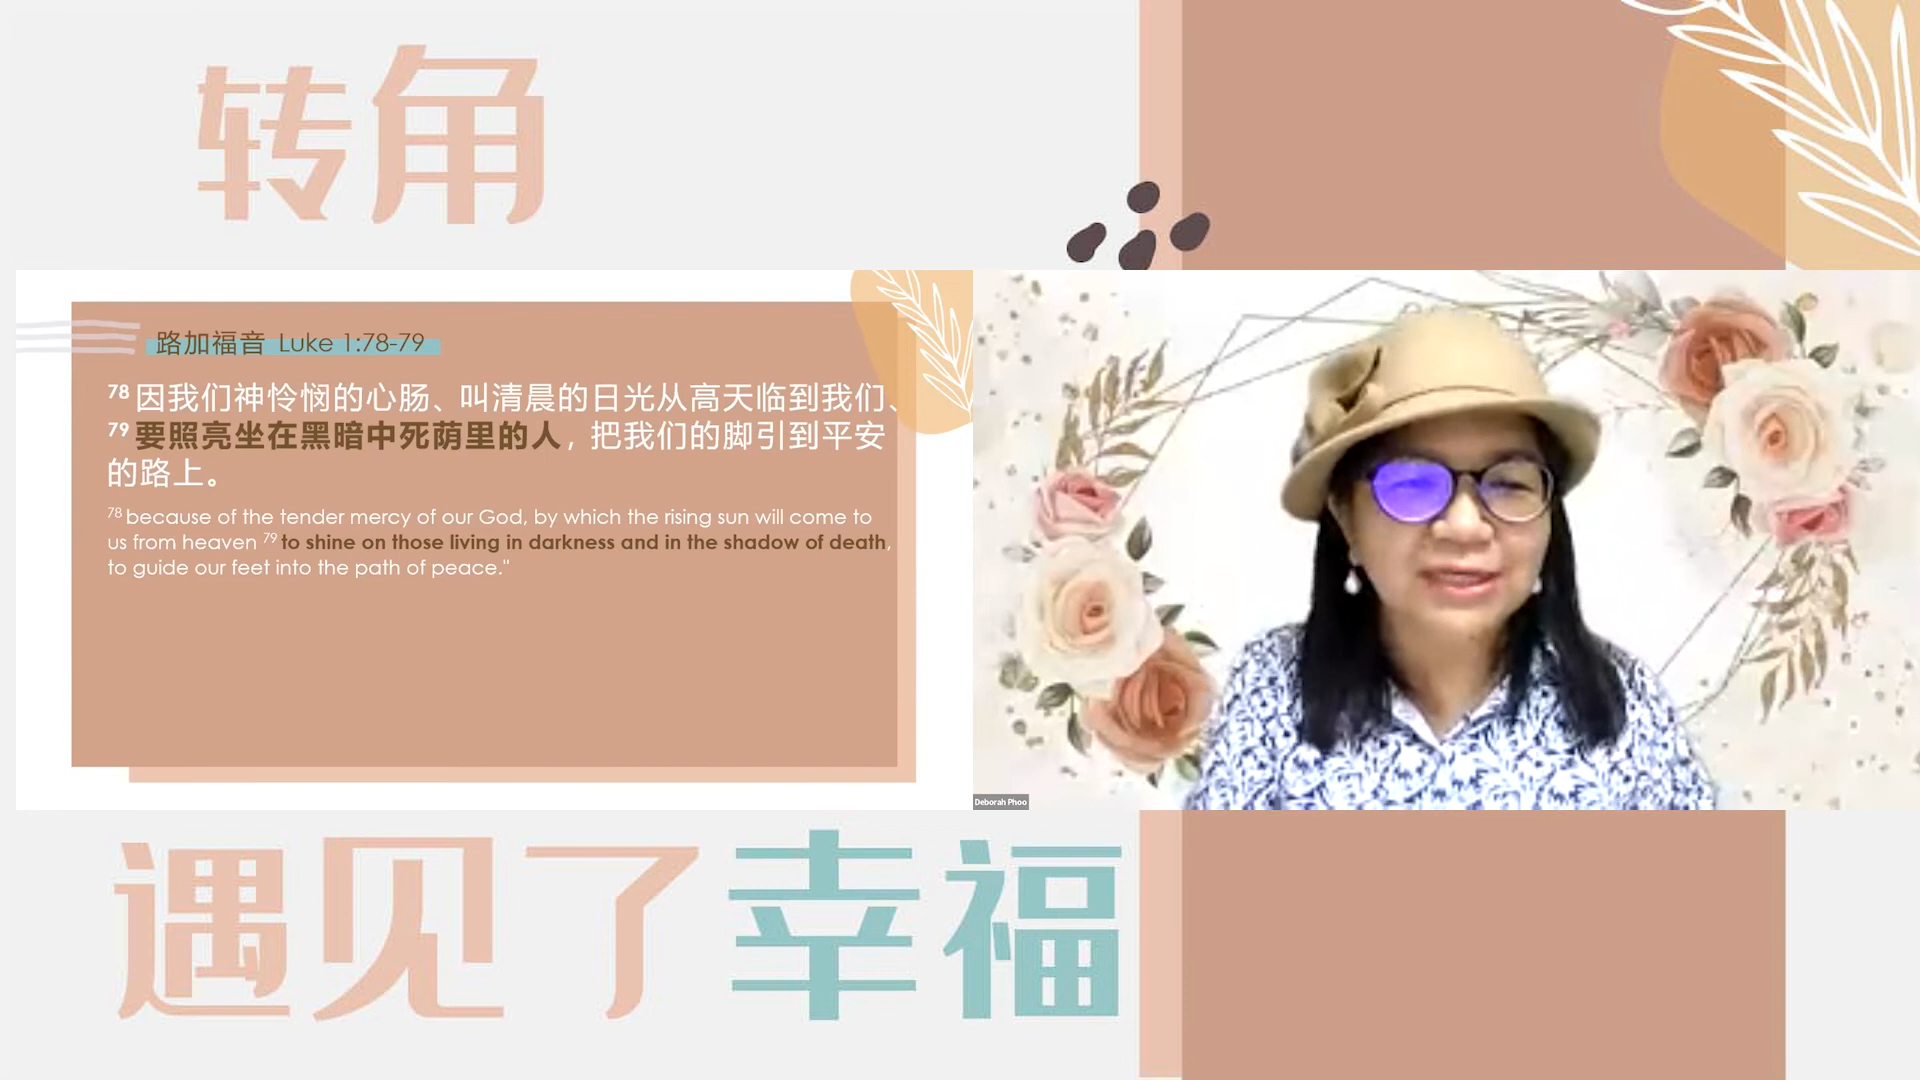 转角
路加福音 Luke 1:78-79
78 因我们神怜悯的心肠、叫清晨的日光从高天临到我们、
79 要照亮坐在黑暗中死荫里的人，把我们的脚引到平安
的路上。
78 because of the tender mercy of our God, by which the rising sun will come to
us from heaven 79 to shine on those living in darkness and in the shadow of death,
to guide our feet into the path of peace."
Deborah Phoo
遇见了幸福